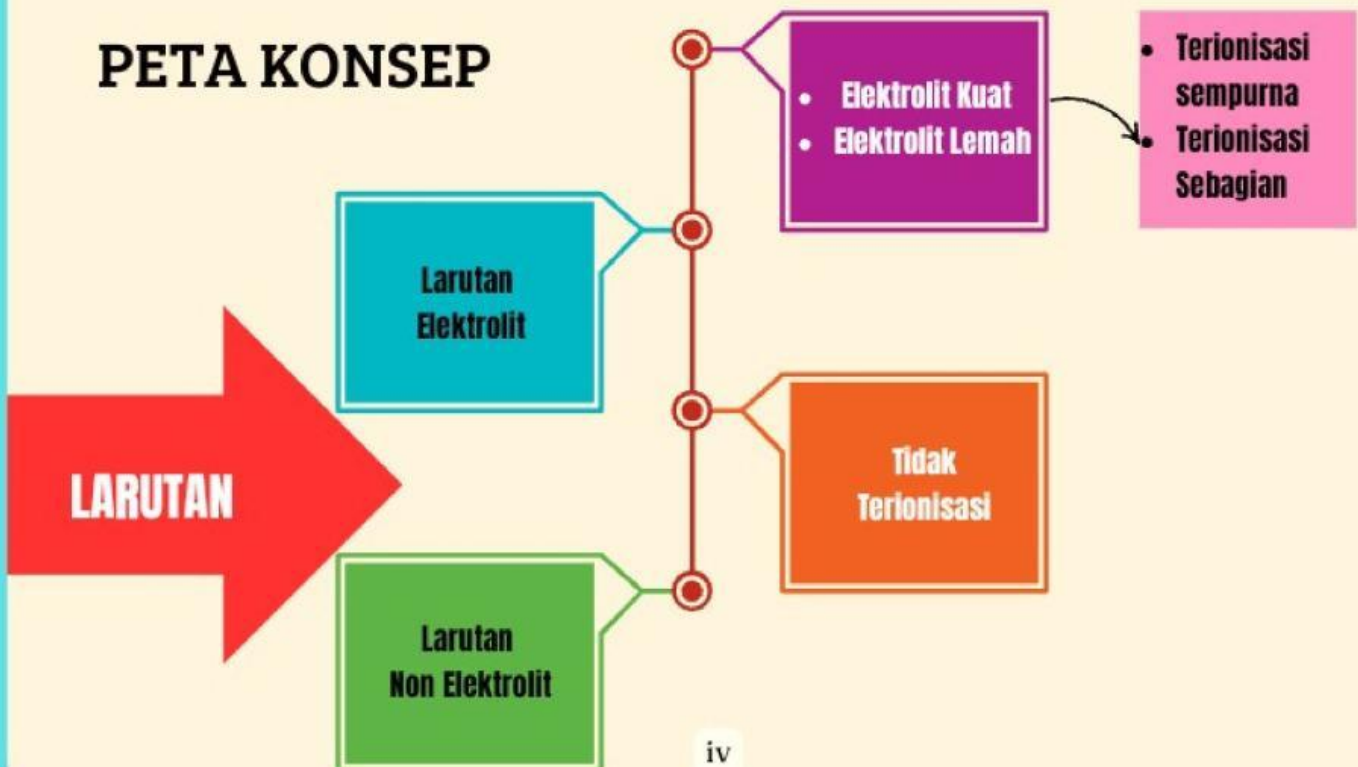 PETA KONSEP
• Elektrolit Kuat
• Elektrolit Lemah
• Terionisasi
sempurna
• Terionisasi
Sebagian
Larutan
Elektrolit
LARUTAN
Tidak
Terionisasi
Larutan
Non Elektrolit
iv